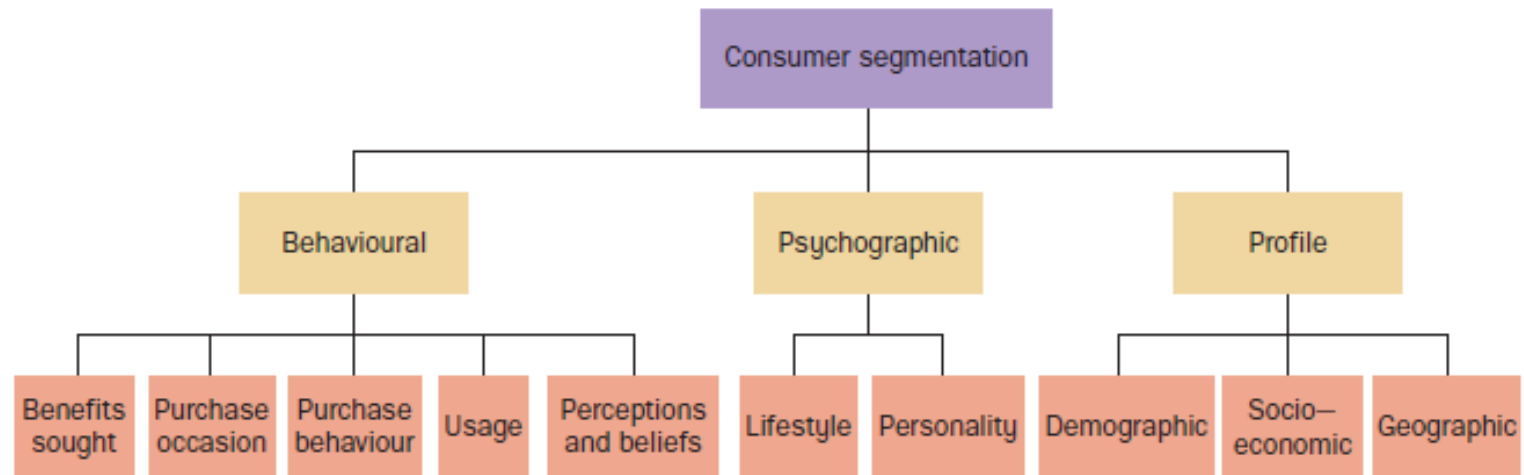 Consumer segmentation
Behavioural
Psychographic
Profile
Benefits
sought
Purchase
occasion
Purchase
behaviour
Usage
Perceptions
and beliefs
Lifestyle
Personality
Demographic
Socio–
economic
Geographic